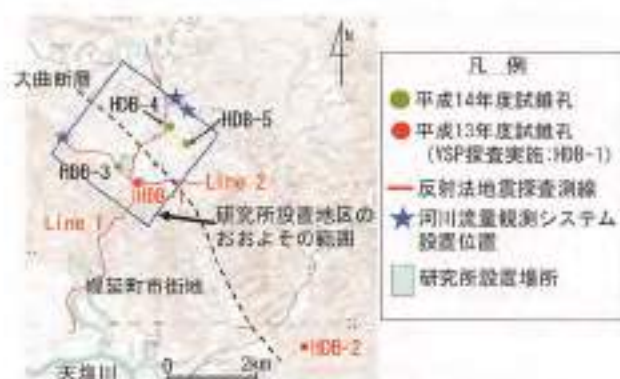 N
大曲断層
HDB-4
HDB-5
HDB-3
HDB
Line 2
Line 1
研究所設置地区の
おおよその範囲
幌延町市街地
天塩川
0 2km
HDB-2
凡 例
平成14年度試錐孔
平成13年度試錐孔
(VSP探査実施:HDB-1)
反射法地震探査測線
河川流量観測システム
設置位置
研究所設置場所